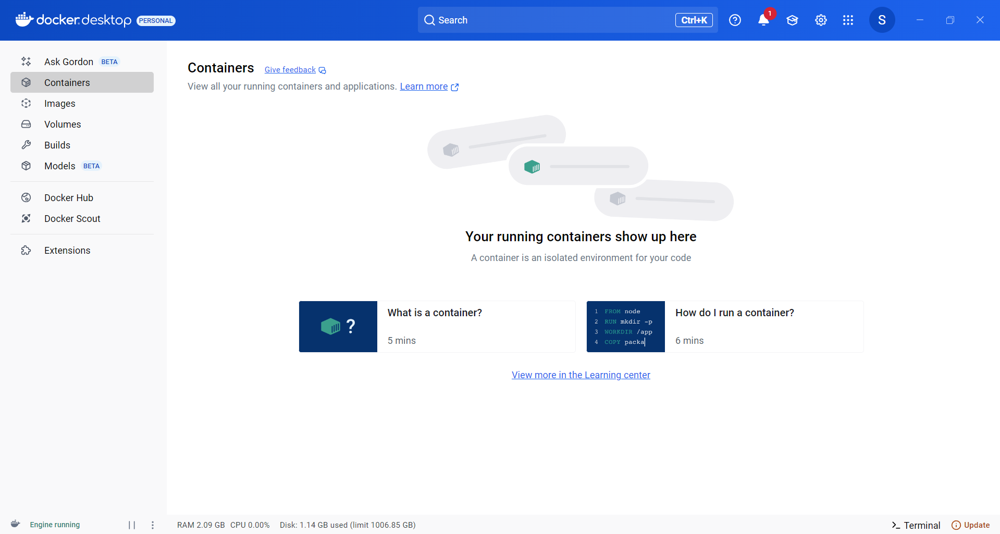 docker.desktop PERSONAL
Search
Ctrl+K
1
S
Ask Gordon BETA
Containers
Images
Volumes
Builds
Models BETA
Docker Hub
Docker Scout
Extensions
Containers Give feedback
View all your running containers and applications. Learn more
Your running containers show up here
A container is an isolated environment for your code
?
What is a container?
5 mins
1 FROM node
2 RUN mkdir -p
3 WORKDIR /app
4 COPY packa
How do I run a container?
6 mins
View more in the Learning center
Engine running
RAM 2.09 GB CPU 0.00% Disk: 1.14 GB used (limit 1006.85 GB)
Terminal
Update